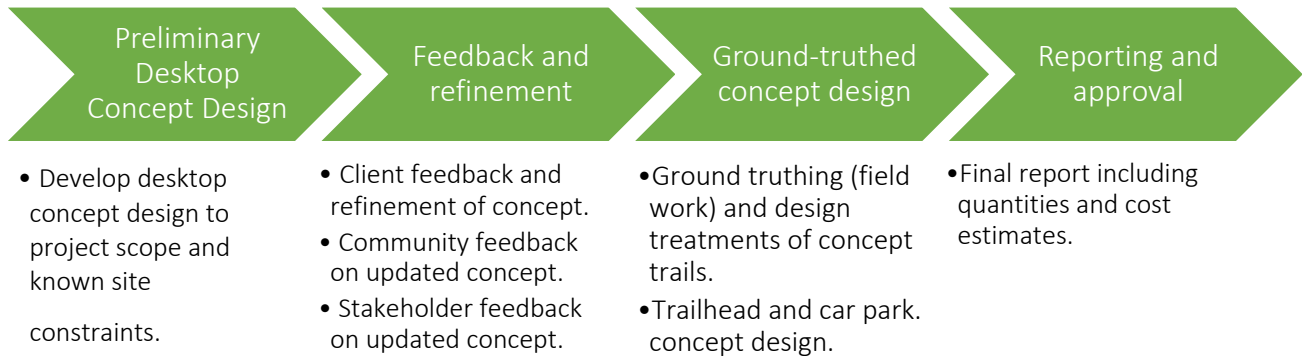 Preliminary
Desktop
Concept Design
Feedback and
refinement
Ground-truthed
concept design
Reporting and
approval
• Develop desktop
concept design to
project scope and
known site
constraints.
• Client feedback and
refinement of concept.
• Community feedback
on updated concept.
• Stakeholder feedback
on updated concept.
•Ground truthing (field
work) and design
treatments of concept
trails.
•Trailhead and car park.
concept design.
•Final report including
quantities and cost
estimates.